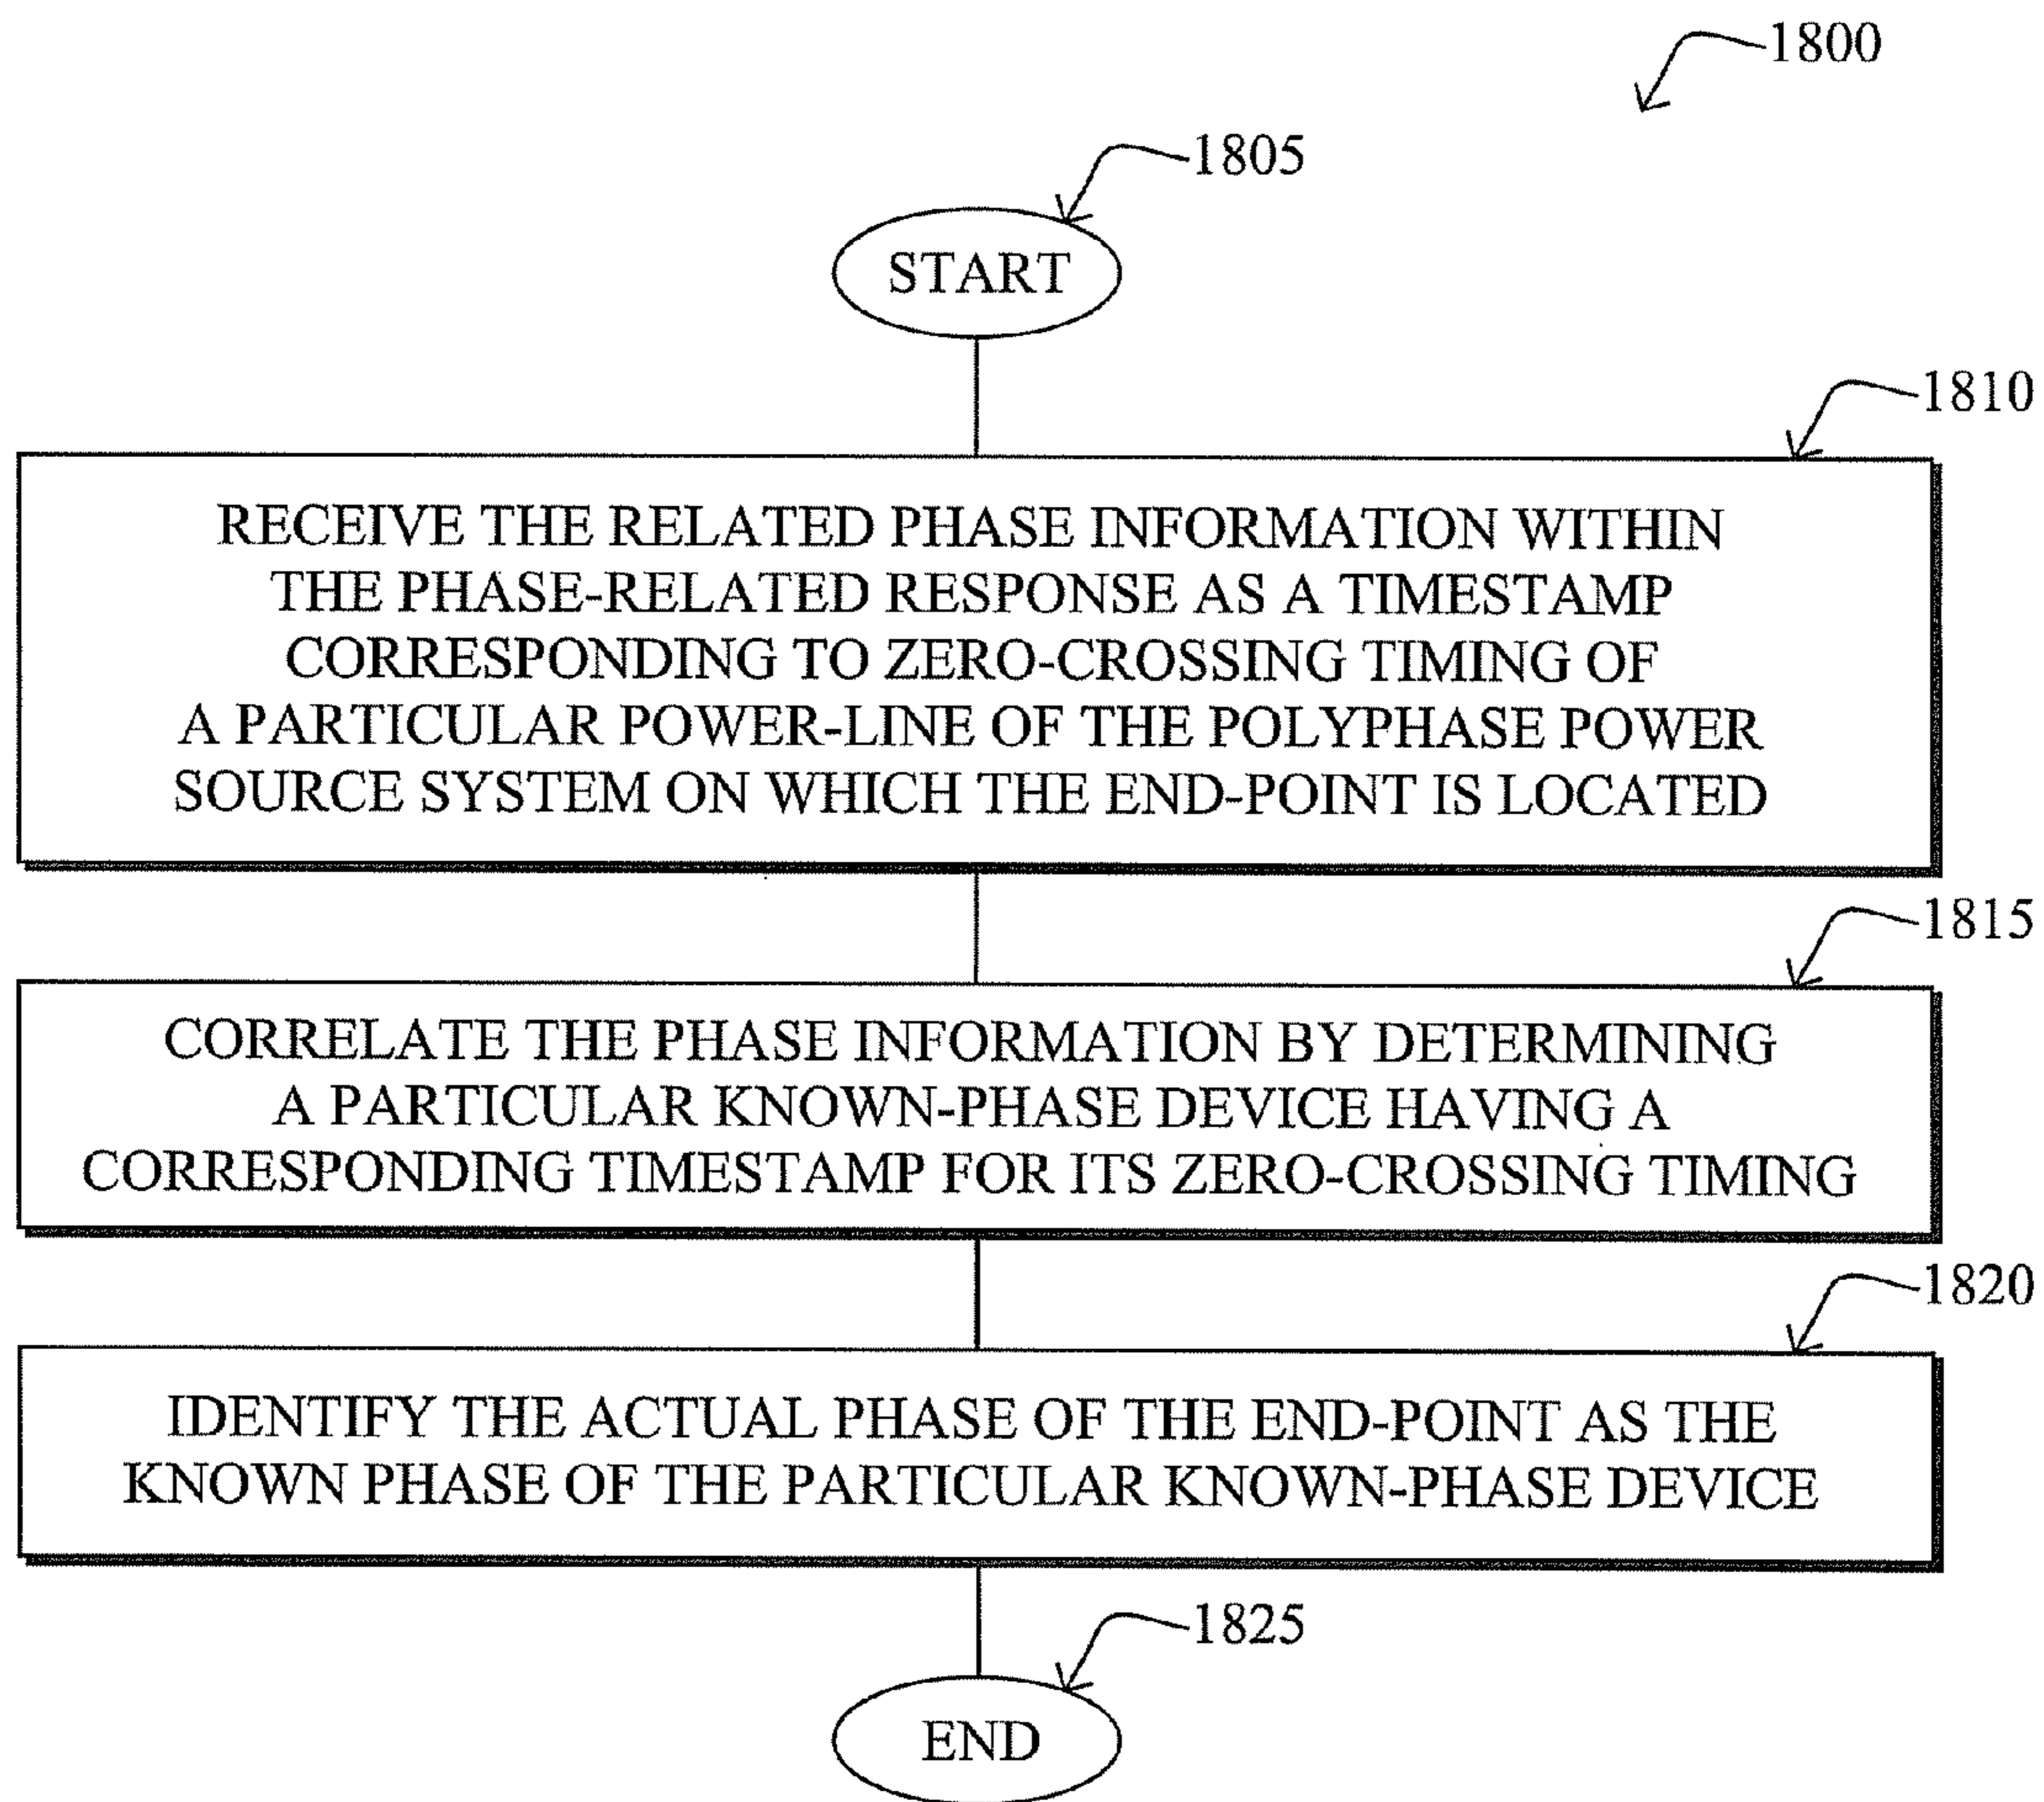 1800
1805
START
1810
RECEIVE THE RELATED PHASE INFORMATION WITHIN
THE PHASE-RELATED RESPONSE AS A TIMESTAMP
CORRESPONDING TO ZERO-CROSSING TIMING OF
A PARTICULAR POWER-LINE OF THE POLYPHASE POWER
SOURCE SYSTEM ON WHICH THE END-POINT IS LOCATED
1815
CORRELATE THE PHASE INFORMATION BY DETERMINING
A PARTICULAR KNOWN-PHASE DEVICE HAVING A
CORRESPONDING TIMESTAMP FOR ITS ZERO-CROSSING TIMING
1820
IDENTIFY THE ACTUAL PHASE OF THE END-POINT AS THE
KNOWN PHASE OF THE PARTICULAR KNOWN-PHASE DEVICE
1825
END